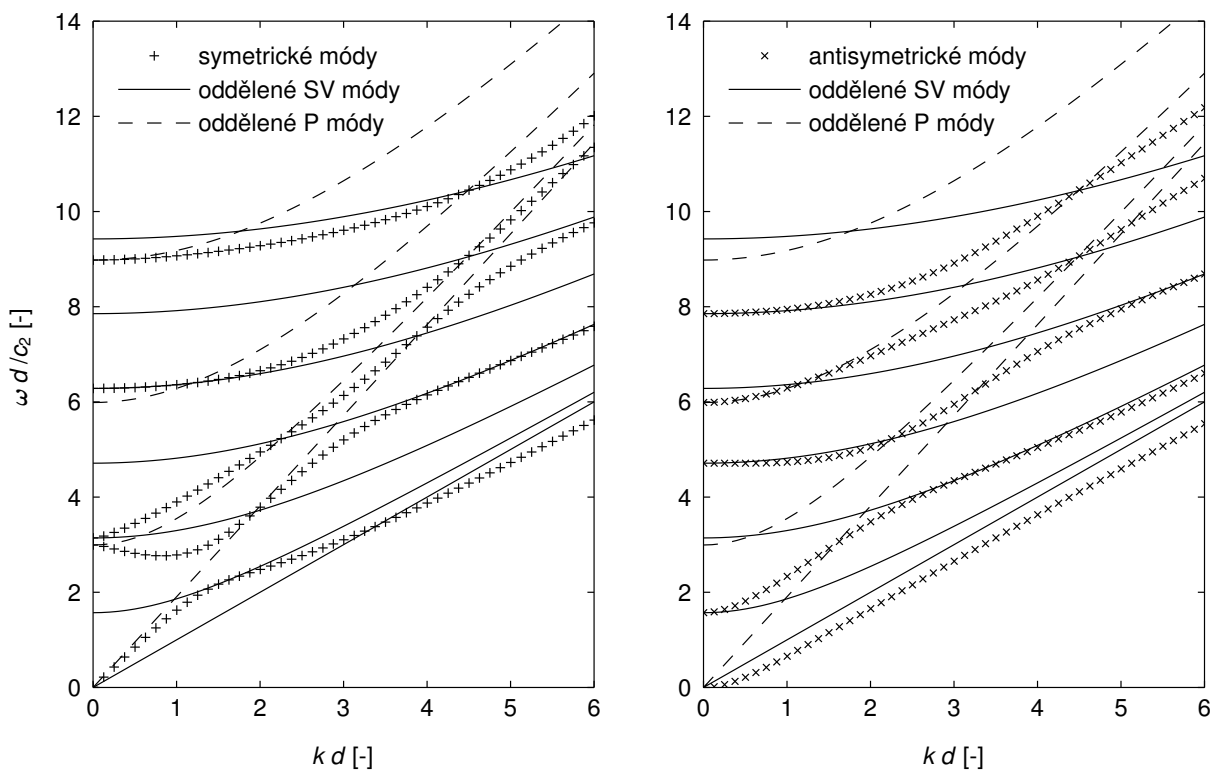 14
12
10
8
6
4
2
0
ω d/c₂ [-]
symetrické módy
oddělené SV módy
oddělené P módy
0 1 2 3 4 5 6
k d [-]
14
12
10
8
6
4
2
0
antisymetrické módy
oddělené SV módy
oddělené P módy
0 1 2 3 4 5 6
k d [-]